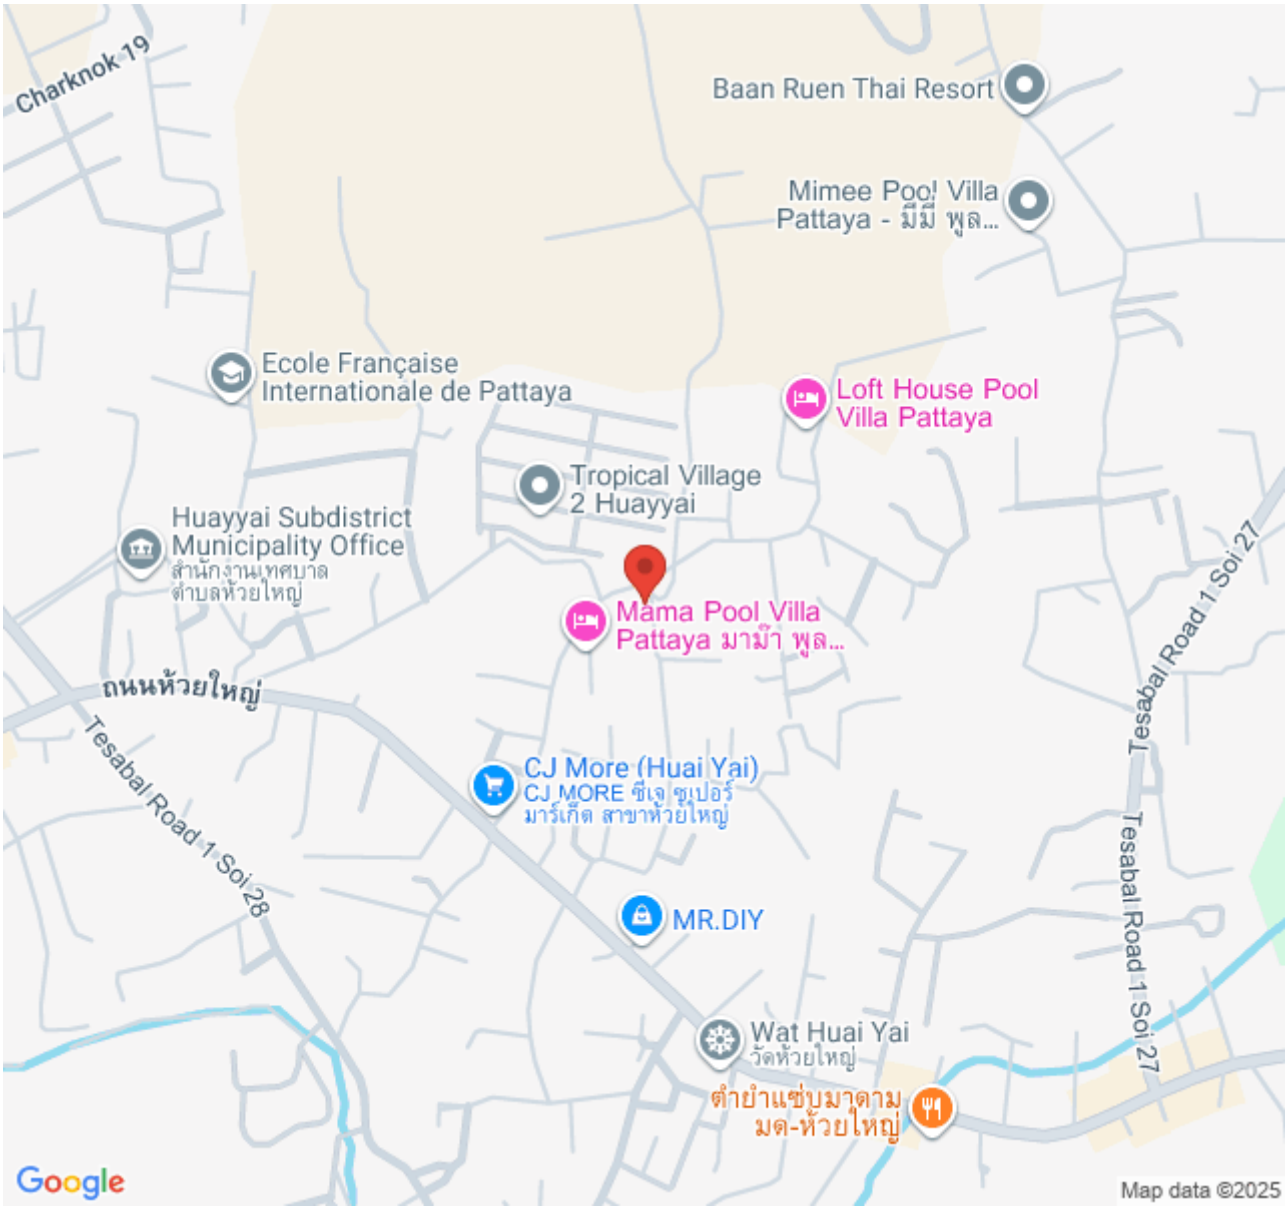 Charknok 19
Baan Ruen Thai Resort
Mimee Pool Villa
Pattaya - มีมี่ พูล...
Ecole Française
Internationale de Pattaya
Loft House Pool
Villa Pattaya
Tropical Village
2 Huayyai
Huayyai Subdistrict
Municipality Office
สำนักงานเทศบาล
ตำบลห้วยใหญ่
Tesabal Road 1 Soi 27
Mama Pool Villa
Pattaya มาม๊า พูล...
ถนนห้วยใหญ่
Tesabal Road 1 Soi 28
CJ More (Huai Yai)
CJ MORE ซีเจ ซูเปอร์
มาร์เก็ต สาขาห้วยใหญ่
Tesabal Road 1 Soi 27
MR.DIY
Wat Huai Yai
วัดห้วยใหญ่
ตำยำแซ่บมาดาม
มด-ห้วยใหญ่
Google
Map data ©2025